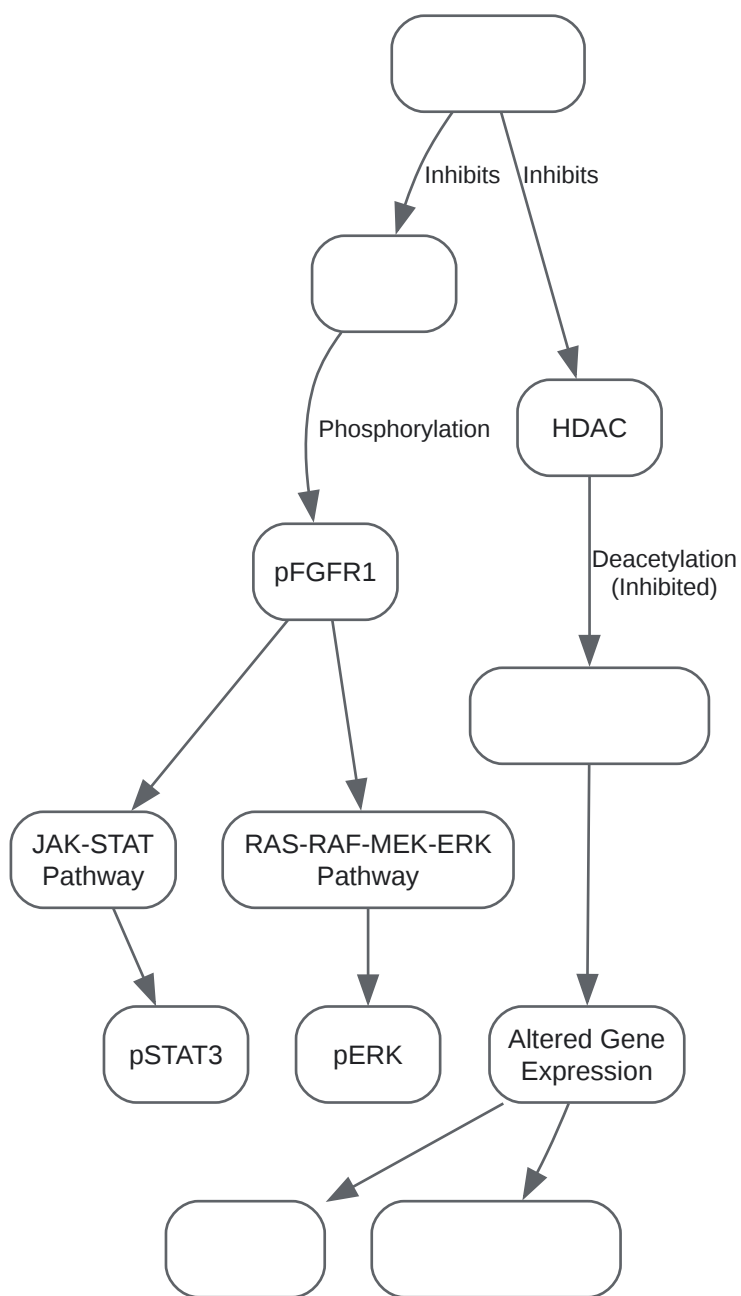 Inhibits
Inhibits
Phosphorylation
HDAC
Deacetylation
(Inhibited)
pFGFR1
JAK-STAT
Pathway
RAS-RAF-MEK-ERK
Pathway
pSTAT3
pERK
Altered Gene
Expression